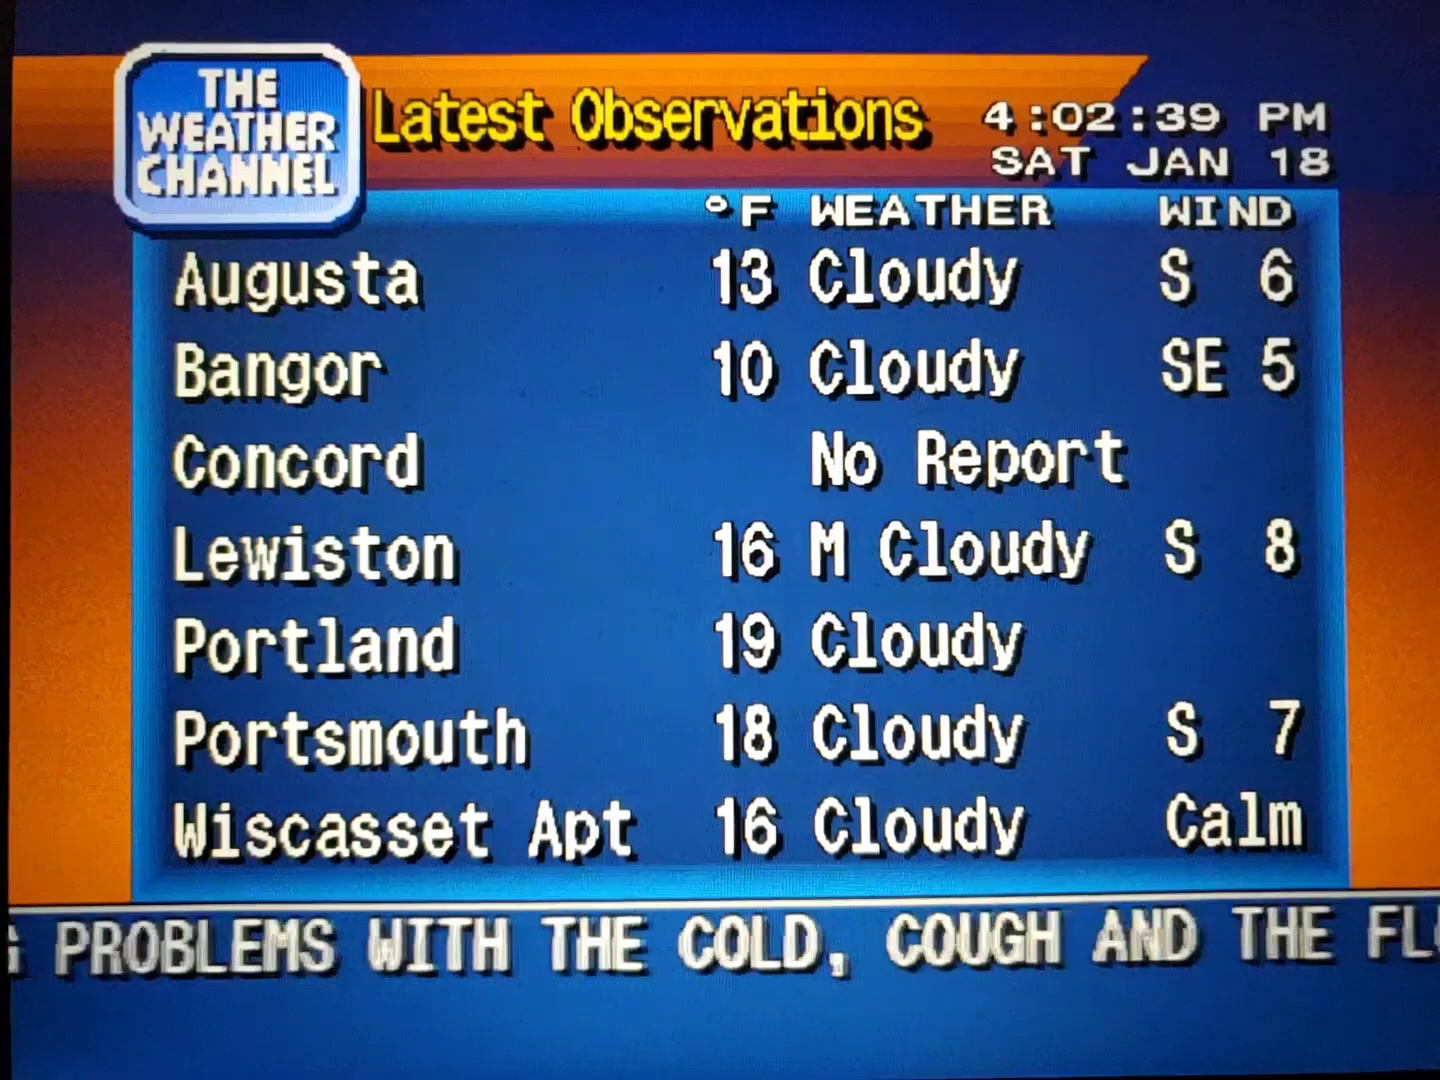 THE
WEATHER
CHANNEL
Latest Observations
4:02:39 PM
SAT JAN 18
°F WEATHER WIND
Augusta 13 Cloudy S 6
Bangor 10 Cloudy SE 5
Concord No Report
Lewiston 16 M Cloudy S 8
Portland 19 Cloudy
Portsmouth 18 Cloudy S 7
Wiscasset Apt 16 Cloudy Calm
PROBLEMS WITH THE COLD, COUGH AND THE